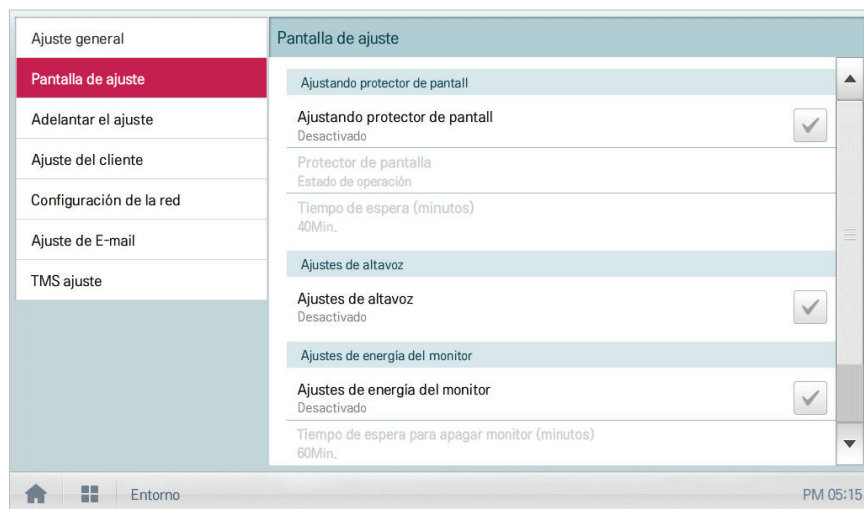 Ajuste general
Pantalla de ajuste
Adelantar el ajuste
Ajuste del cliente
Configuración de la red
Ajuste de E-mail
TMS ajuste
Pantalla de ajuste
Ajustando protector de pantall
Ajustando protector de pantall
Desactivado
Protector de pantalla
Estado de operación
Tiempo de espera (minutos)
40Min.
Ajustes de altavoz
Ajustes de altavoz
Desactivado
Ajustes de energía del monitor
Ajustes de energía del monitor
Desactivado
Tiempo de espera para apagar monitor (minutos)
60Min.
Entorno
PM 05:15